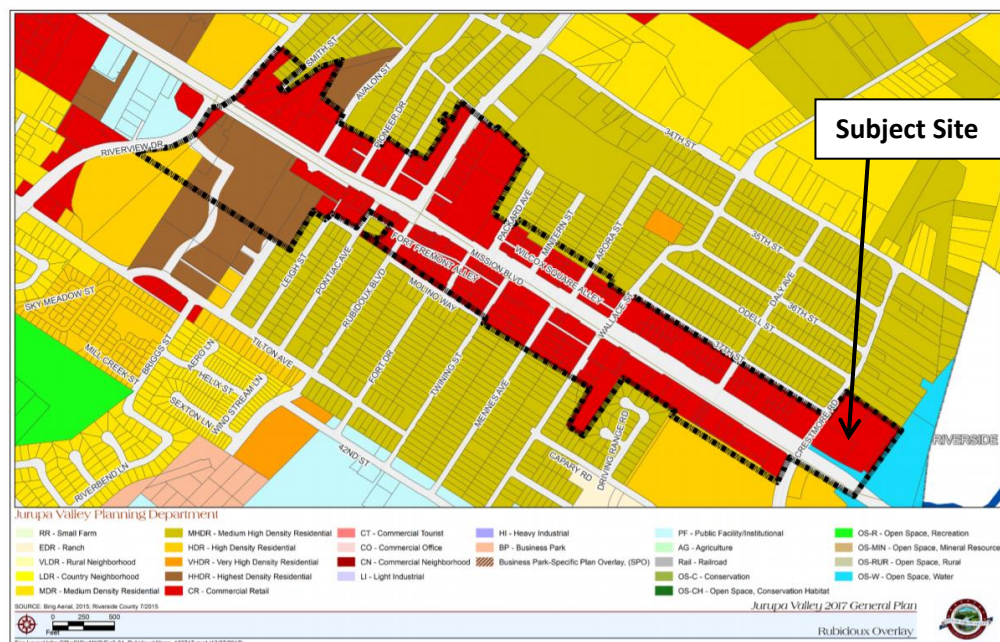 Subject Site
SMITH ST
AVALON ST
PIONEER DR
34TH ST
RIVERVIEW DR
PACKARD AVE
MINTERN ST
ARORA ST
35TH ST
LEIGH ST
PONTIAC AVE
FORT FREMONT ALLEY
MISSION BLVD
WILCOX SQUARE ALLEY
DALY AVE
36TH ST
SKY MEADOW ST
RUBIDOUX BLVD
MOLINO WAY
WALLACE ST
ODELL ST
37TH ST
MILL CREEK ST
BRIGGS ST
AERO LN
HELIX ST
TILTON AVE
FORT DR
TWINING ST
MENNES AVE
CRESTMORE RD
RIVERSIDE
SEXTON LN
WIND STREAM LN
42ND ST
CAPARY RD
DRIVING RANGE RD
RIVERBEND LN
Jurupa Valley Planning Department
RR - Small Farm
EDR - Ranch
VLDR - Rural Neighborhood
LDR - Country Neighborhood
MDR - Medium Density Residential
MHDR - Medium High Density Residential
HDR - High Density Residential
VHDR - Very High Density Residential
HHDR - Highest Density Residential
CR - Commercial Retail
CT - Commercial Tourist
CO - Commercial Office
CN - Commercial Neighborhood
LI - Light Industrial
HI - Heavy Industrial
BP - Business Park
Business Park-Specific Plan Overlay, (SPO)
PF - Public Facility/Institutional
AG - Agriculture
Rail - Railroad
OS-C - Conservation
OS-CH - Open Space, Conservation Habitat
OS-R - Open Space, Recreation
OS-MIN - Open Space, Mineral Resource
OS-RUR - Open Space, Rural
OS-W - Open Space, Water
SOURCE: Bing Aerial, 2015; Riverside County 7/2015
0 250 500
Feet
Jurupa Valley 2017 General Plan
Rubidoux Overlay